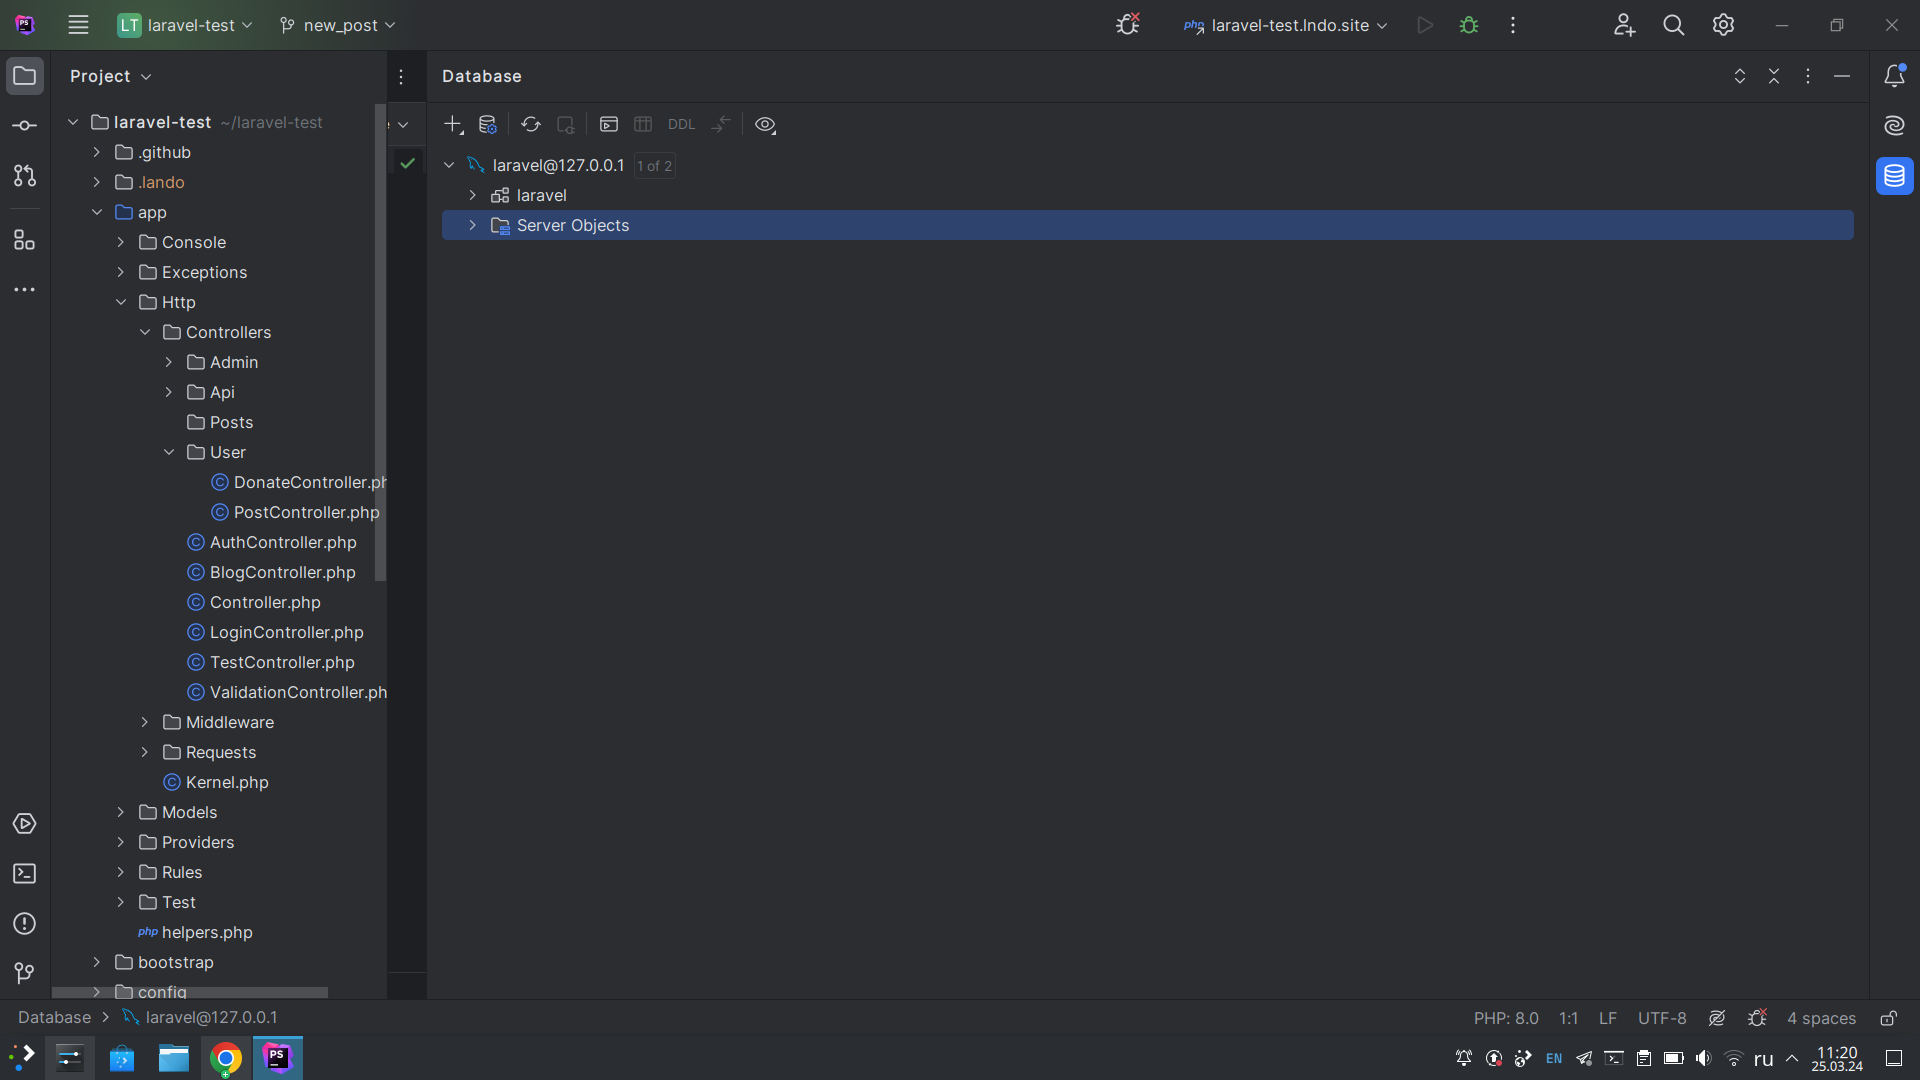 LT laravel-test
new_post
php laravel-test.lndo.site
Project
Database
laravel-test ~/laravel-test
DDL
.github
laravel@127.0.0.1 1 of 2
.lando
laravel
app
Server Objects
Console
Exceptions
Http
Controllers
Admin
Api
Posts
User
DonateController.ph
PostController.php
AuthController.php
BlogController.php
Controller.php
LoginController.php
TestController.php
ValidationController.ph
Middleware
Requests
Kernel.php
Models
Providers
Rules
Test
php helpers.php
bootstrap
config
Database > laravel@127.0.0.1
PHP: 8.0 1:1 LF UTF-8 4 spaces
PS
EN
ru
11:20
25.03.24